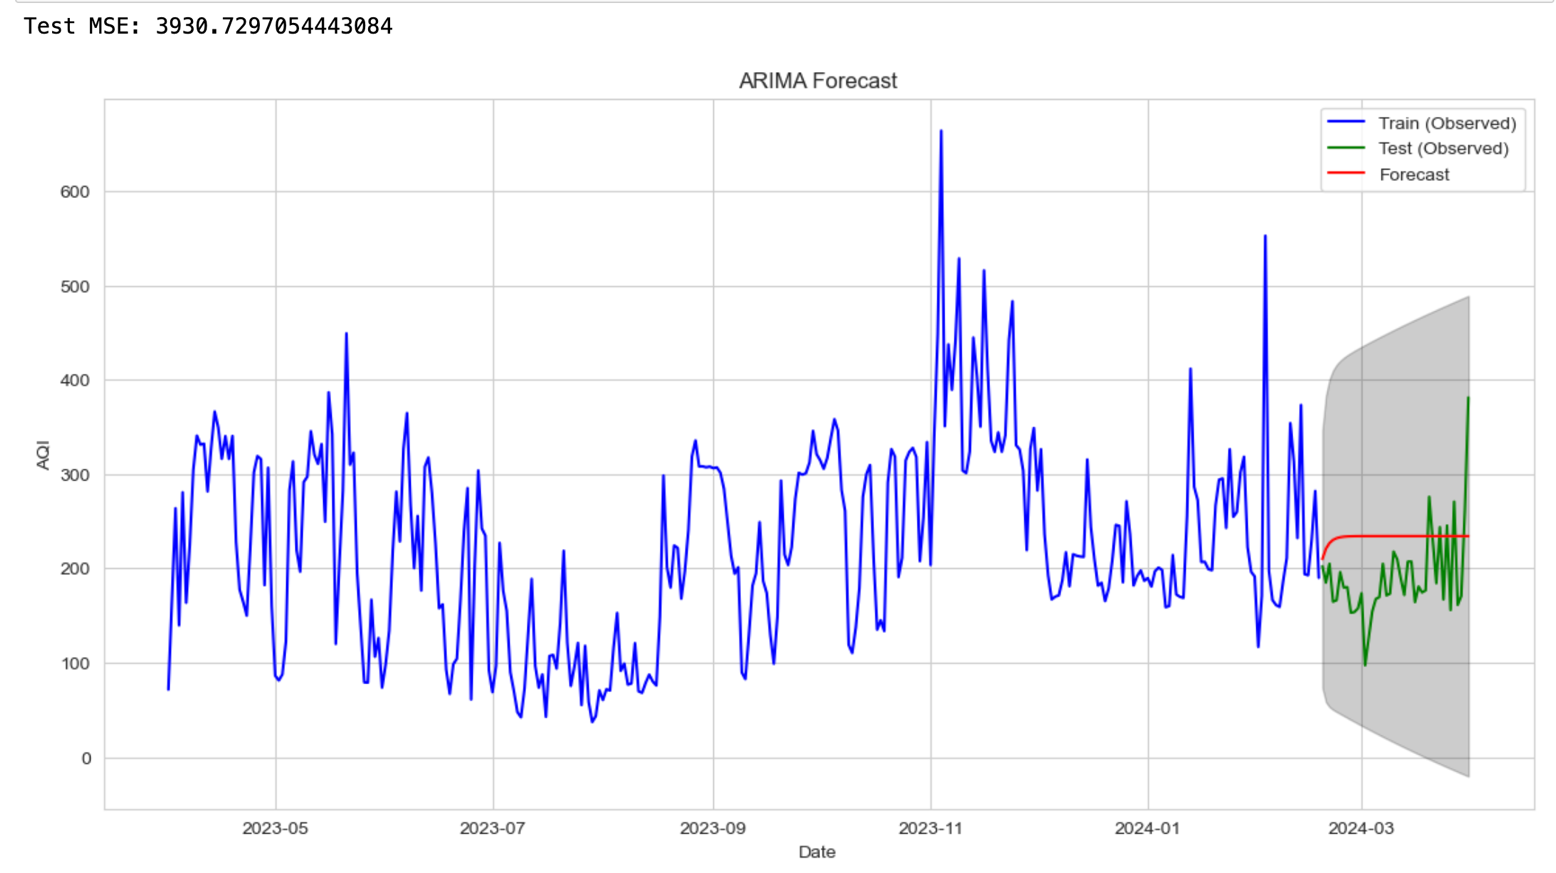 Test MSE: 3930.7297054443084
ARIMA Forecast
Train (Observed)
Test (Observed)
Forecast
600
500
400
300
200
100
0
AQI
2023-05
2023-07
2023-09
2023-11
2024-01
2024-03
Date